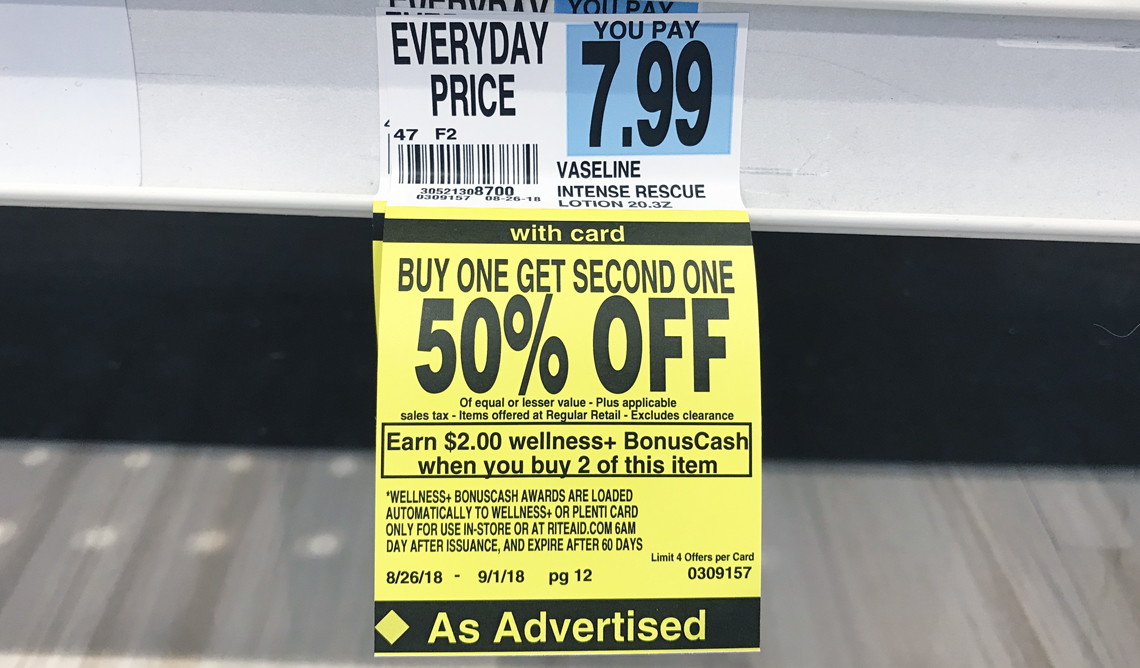 EVERYDAY YOU PAY
EVERYDAY
PRICE
YOU PAY
7.99
47 F2
30521308700
0309157 08-26-18
VASELINE
INTENSE RESCUE
LOTION 20.3Z
with card
BUY ONE GET SECOND ONE
50% OFF
Of equal or lesser value - Plus applicable
sales tax - Items offered at Regular Retail - Excludes clearance
Earn $2.00 wellness+ BonusCash
when you buy 2 of this item
*WELLNESS+ BONUSCASH AWARDS ARE LOADED
AUTOMATICALLY TO WELLNESS+ OR PLENTI CARD
ONLY FOR USE IN-STORE OR AT RITEAID.COM 6AM
DAY AFTER ISSUANCE, AND EXPIRE AFTER 60 DAYS
Limit 4 Offers per Card
8/26/18 - 9/1/18 pg 12 0309157
As Advertised